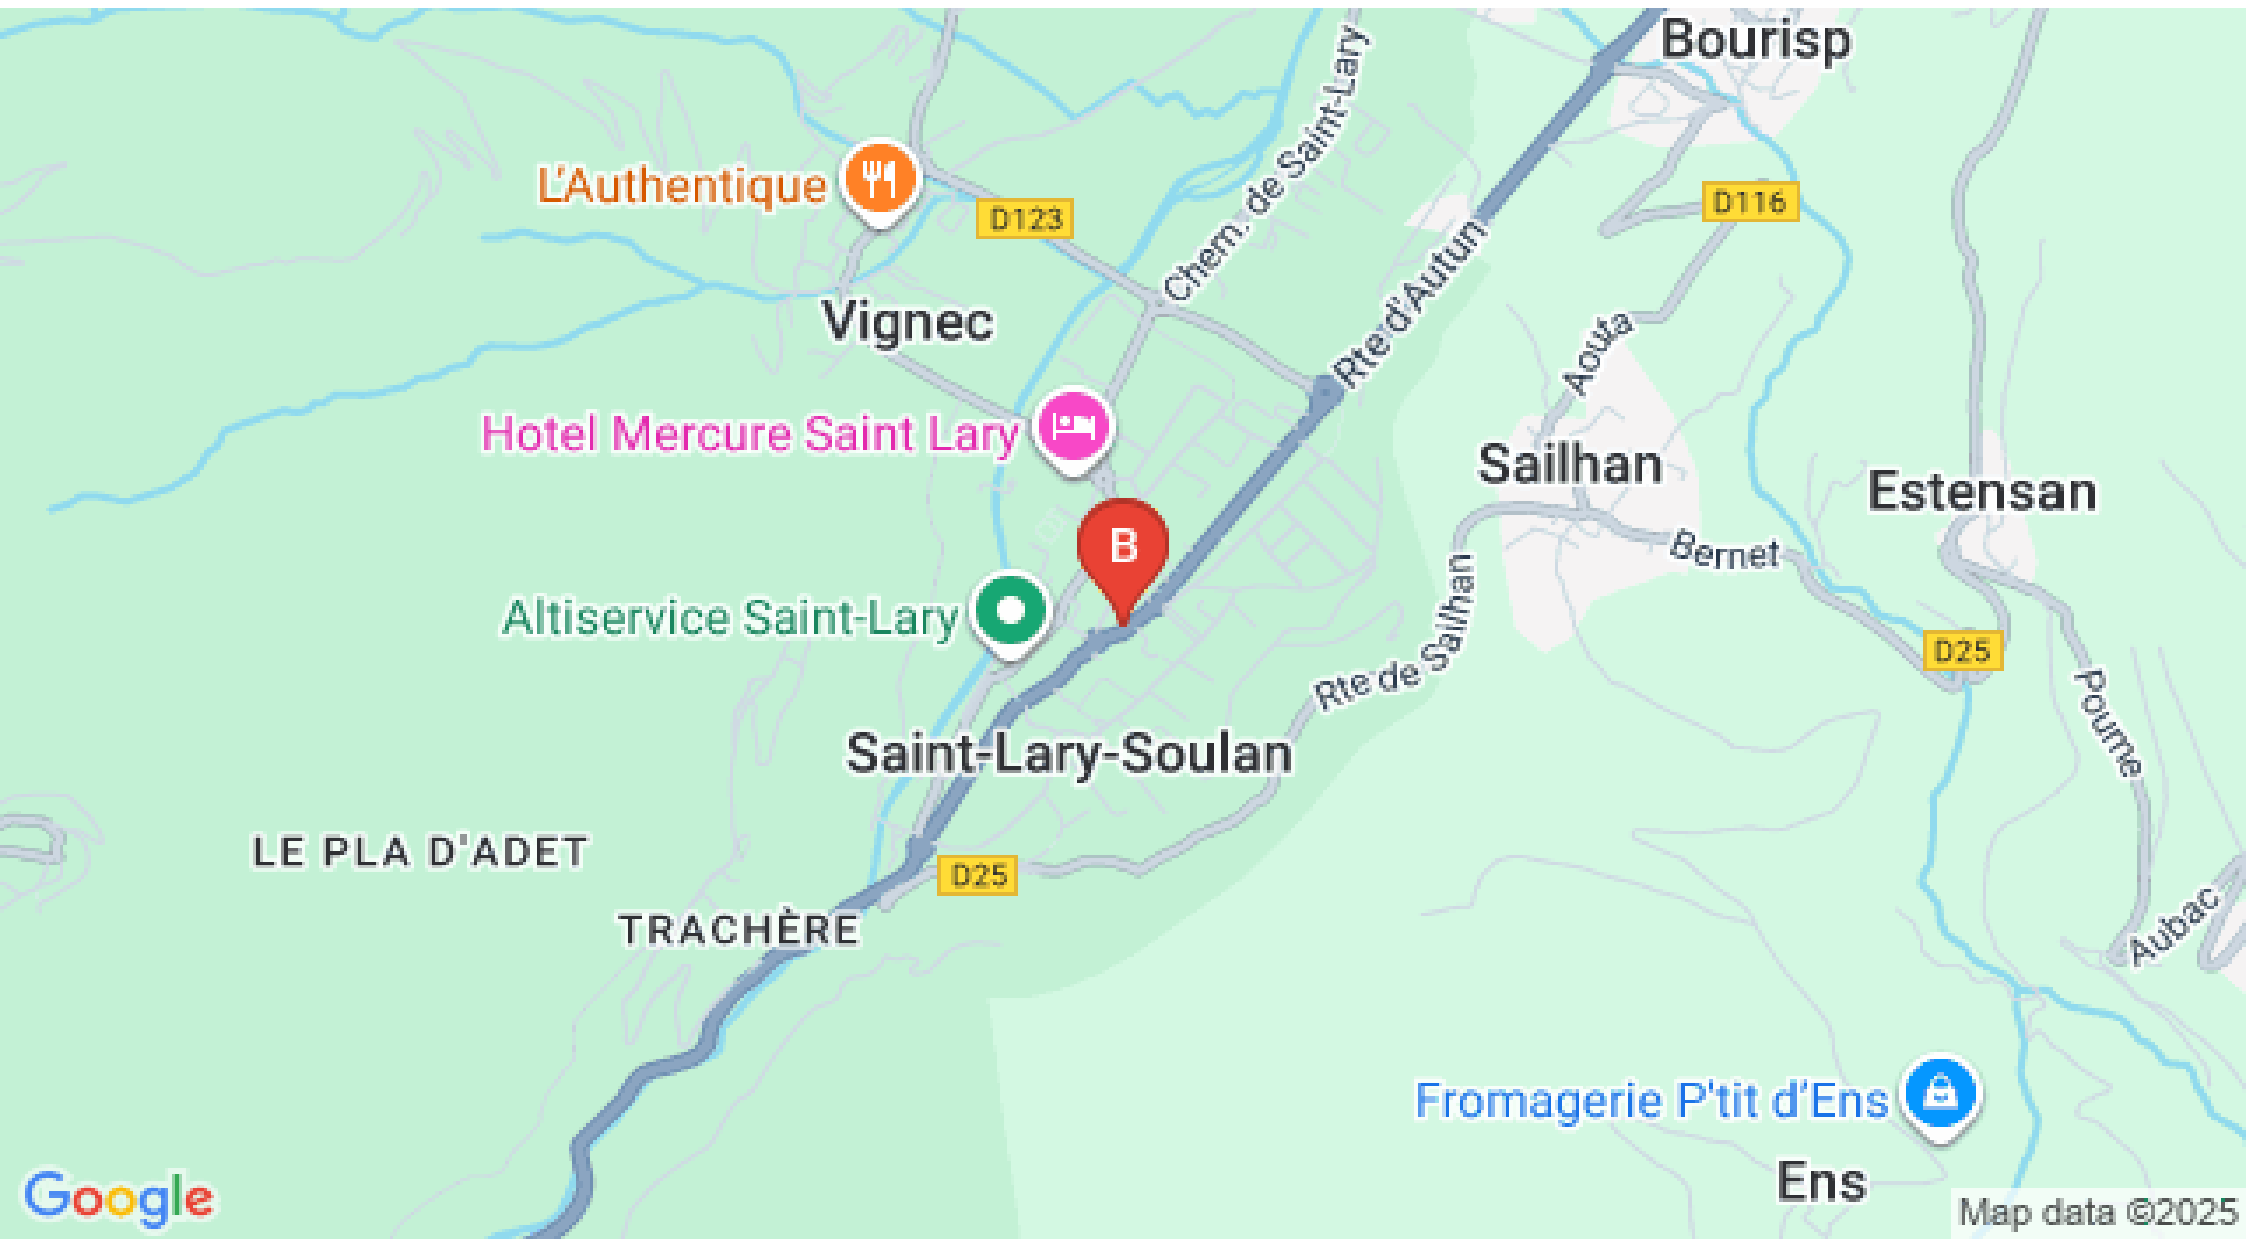 Bourisp
Chem. de Saint-Lary
L'Authentique
D123
D116
Rte d'Autun
Vignec
Aoula
Hotel Mercure Saint Lary
Sailhan
Estensan
B
Bernet
Altiservice Saint-Lary
Rte de Sailhan
D25
Poume
Saint-Lary-Soulan
LE PLA D'ADET
D25
TRACHÈRE
Aubac
Fromagerie P'tit d'Ens
Ens
Google
Map data ©2025